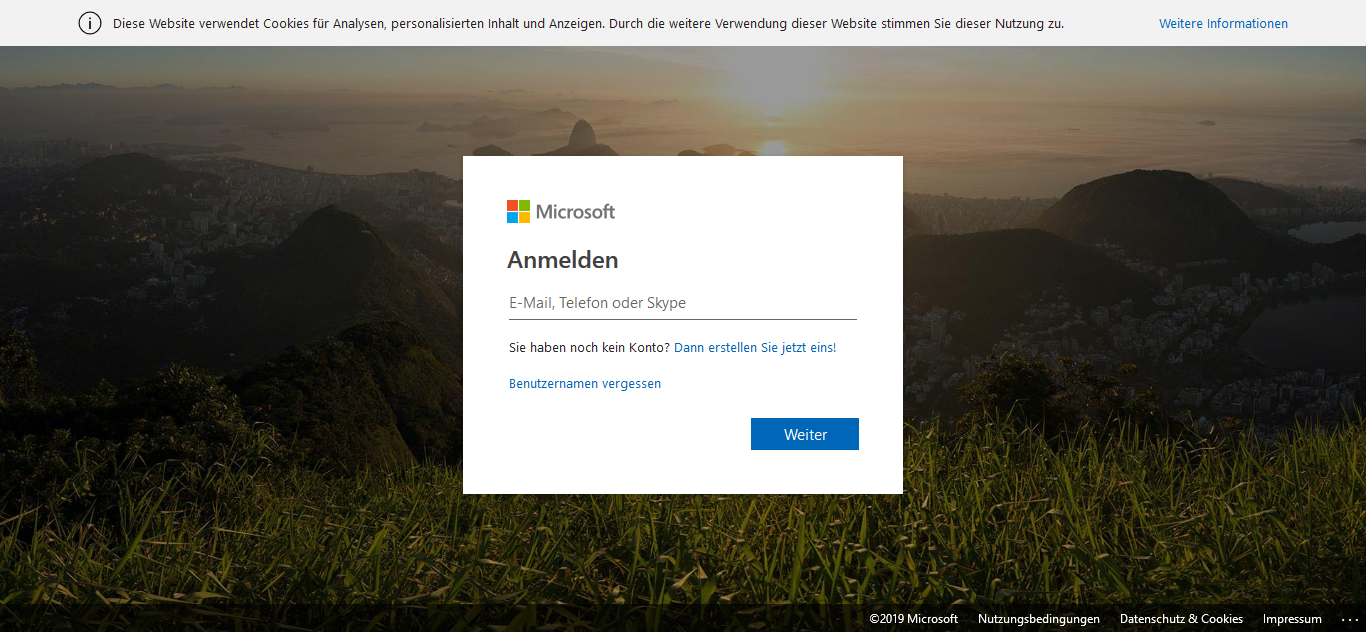 Diese Website verwendet Cookies für Analysen, personalisierten Inhalt und Anzeigen. Durch die weitere Verwendung dieser Website stimmen Sie dieser Nutzung zu. Weitere Informationen
Microsoft
Anmelden
E-Mail, Telefon oder Skype
Sie haben noch kein Konto? Dann erstellen Sie jetzt eins!
Benutzernamen vergessen
Weiter
©2019 Microsoft Nutzungsbedingungen Datenschutz & Cookies Impressum ...